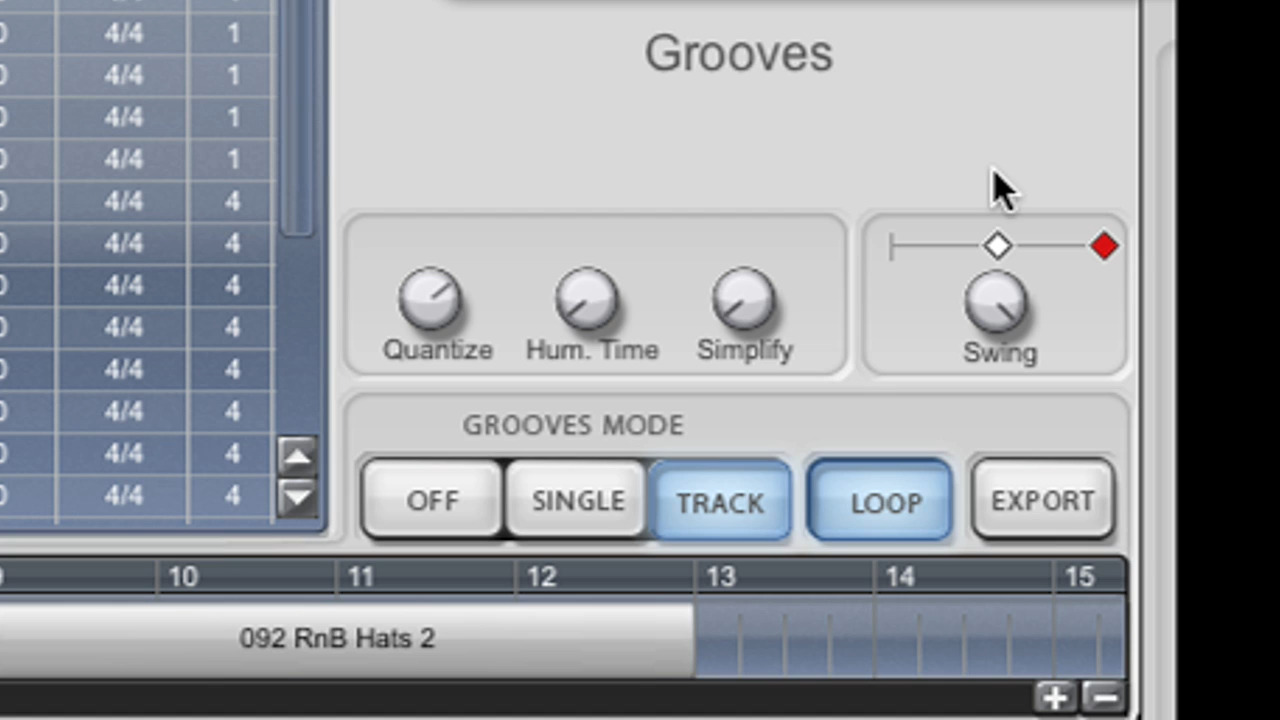 Grooves
4/4 1
4/4 1
4/4 1
4/4 1
4/4 4
4/4 4
4/4 4
4/4 4
4/4 4
4/4 4
4/4 4
4/4 4
Quantize Hum. Time Simplify Swing
GROOVES MODE
OFF SINGLE TRACK LOOP EXPORT
10 11 12 13 14 15
092 RnB Hats 2